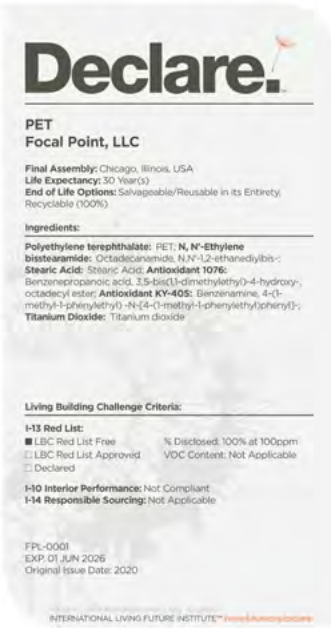 Declare.
PET
Focal Point, LLC
Final Assembly: Chicago, Illinois, USA
Life Expectancy: 30 Year(s)
End of Life Options: Salvageable/Reusable in its Entirety,
Recyclable (100%)
Ingredients:
Polyethylene terephthalate: PET; N, N'-Ethylene
bisstearamide: Octadecanamide, N,N'-1,2-ethanediylbis-;
Stearic Acid: Stearic Acid; Antioxidant 1076:
Benzenepropanoic acid, 3,5-bis(1,1-dimethylethyl)-4-hydroxy-,
octadecyl ester; Antioxidant KY-405: Benzenamine, 4-(1-
methyl-1-phenylethyl) -N-[4-(1-methyl-1-phenylethyl)phenyl]-;
Titanium Dioxide: Titanium dioxide
Living Building Challenge Criteria:
I-13 Red List:
■ LBC Red List Free % Disclosed: 100% at 100ppm
□ LBC Red List Approved VOC Content: Not Applicable
□ Declared
I-10 Interior Performance: Not Compliant
I-14 Responsible Sourcing: Not Applicable
FPL-0001
EXP. 01 JUN 2026
Original Issue Date: 2020
INTERNATIONAL LIVING FUTURE INSTITUTE™